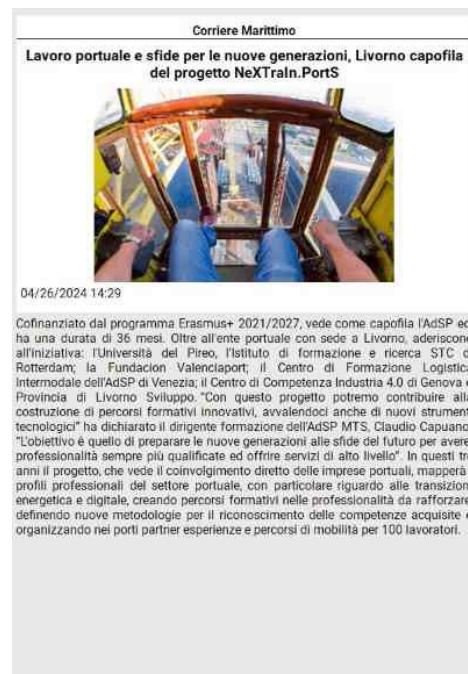 Corriere Marittimo
Lavoro portuale e sfide per le nuove generazioni, Livorno capofila
del progetto NeXTraIn.PortS
04/26/2024 14:29
Cofinanziato dal programma Erasmus+ 2021/2027, vede come capofila l'AdSP ed
ha una durata di 36 mesi. Oltre all'ente portuale con sede a Livorno, aderiscono
all'iniziativa: l'Università del Pireo, l'Istituto di formazione e ricerca STC
Rotterdam; la Fundacion Valenciaport; il Centro di Formazione Logistica
Intermodale dell'AdSP di Venezia; il Centro di Competenza Industria 4.0 di Genova e
Provincia di Livorno Sviluppo. "Con questo progetto potremo contribuire alla
costruzione di percorsi formativi innovativi, avvalendoci anche di nuovi strumenti
tecnologici" ha dichiarato il dirigente formazione dell'AdSP MTS, Claudio Capuano.
"L'obiettivo è quello di preparare le nuove generazioni alle sfide del futuro per avere
professionalità sempre più qualificate ed offrire servizi di alto livello". In questi tre
anni il progetto, che vede il coinvolgimento diretto delle imprese portuali, mapperà
profili professionali del settore portuale, con particolare riguardo alle transizioni
energetica e digitale, creando percorsi formativi nelle professionalità da rafforzare,
definendo nuove metodologie per il riconoscimento delle competenze acquisite e
organizzando nei porti partner esperienze e percorsi di mobilità per 100 lavoratori.